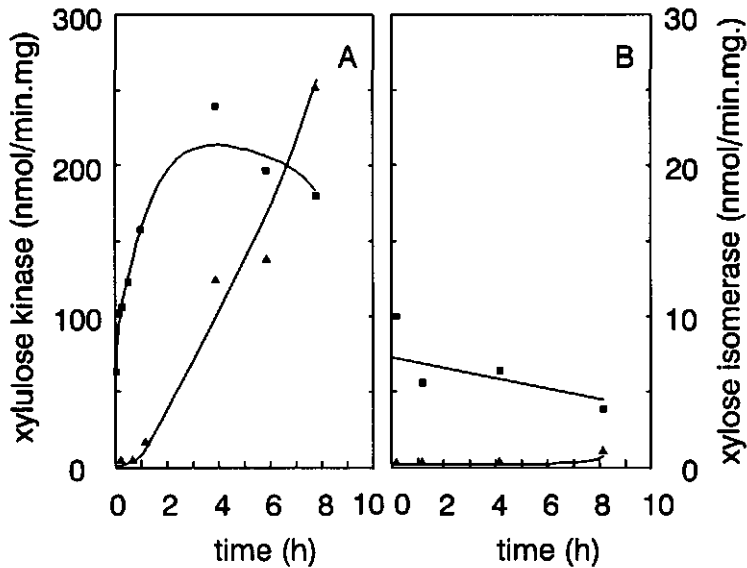 300
200
100
0
xylulose kinase (nmol/min.mg)
A
0 2 4 6 8 10
time (h)
B
0 2 4 6 8 10
time (h)
30
20
10
0
xylose isomerase (nmol/min.mg.)